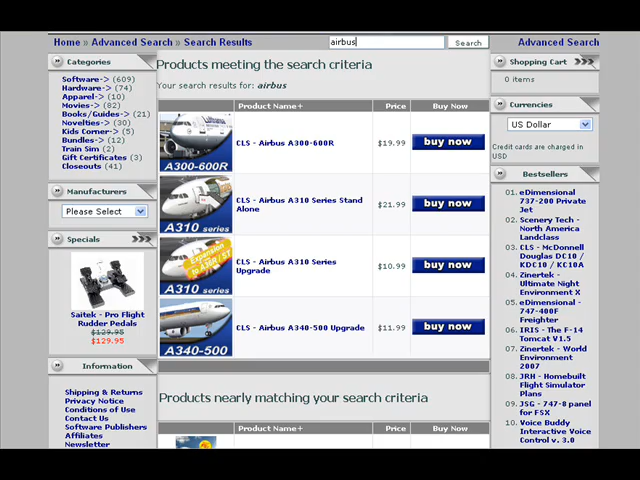 Home » Advanced Search » Search Results
airbus
Search
Advanced Search
Categories
Software-> (609)
Hardware-> (74)
Apparel-> (10)
Movies-> (82)
Books/Guides-> (21)
Novelties-> (30)
Kids Corner-> (5)
Bundles-> (12)
Train Sim (2)
Gift Certificates (3)
Closeouts (41)
Manufacturers
Please Select
Specials
Saitek - Pro Flight
Rudder Pedals
$129.95
$129.95
Information
Shipping & Returns
Privacy Notice
Conditions of Use
Contact Us
Software Publishers
Affiliates
Newsletter
Products meeting the search criteria
Your search results for: airbus
Product Name+ Price Buy Now
Lufthansa
A300-600R
CLS - Airbus A300-600R
$19.99
buy now
A310 series
CLS - Airbus A310 Series Stand
Alone
$21.99
buy now
Expansion
to A310 / ST
A310 series
CLS - Airbus A310 Series
Upgrade
$10.99
buy now
A340-500
CLS - Airbus A340-500 Upgrade
$11.99
buy now
Products nearly matching your search criteria
Product Name+ Price Buy Now
Shopping Cart
0 items
Currencies
US Dollar
Credit cards are charged in
USD
Bestsellers
01. eDimensional
737-200 Private
Jet
02. Scenery Tech -
North America
Landclass
03. CLS - McDonnell
Douglas DC10 /
KDC10 / KC10A
04. Zinertek -
Ultimate Night
Environment X
05. eDimensional -
747-400F
Freighter
06. IRIS - The F-14
Tomcat V1.5
07. Zinertek - World
Environment
2007
08. JRH - Homebuilt
Flight Simulator
Plans
09. JSG - 747-8 panel
for FSX
10. Voice Buddy
Interactive Voice
Control v. 3.0